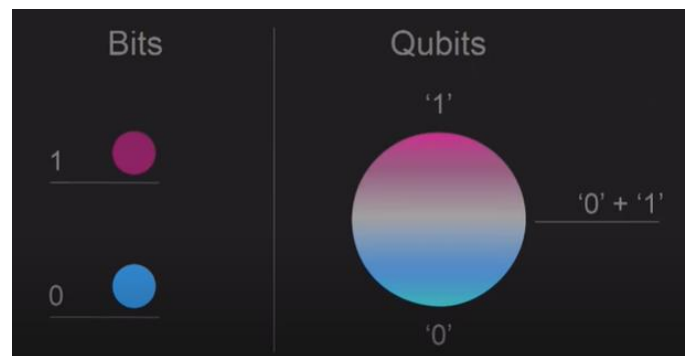 Bits
1
0
Qubits
‘1’
‘0’ + ‘1’
‘0’